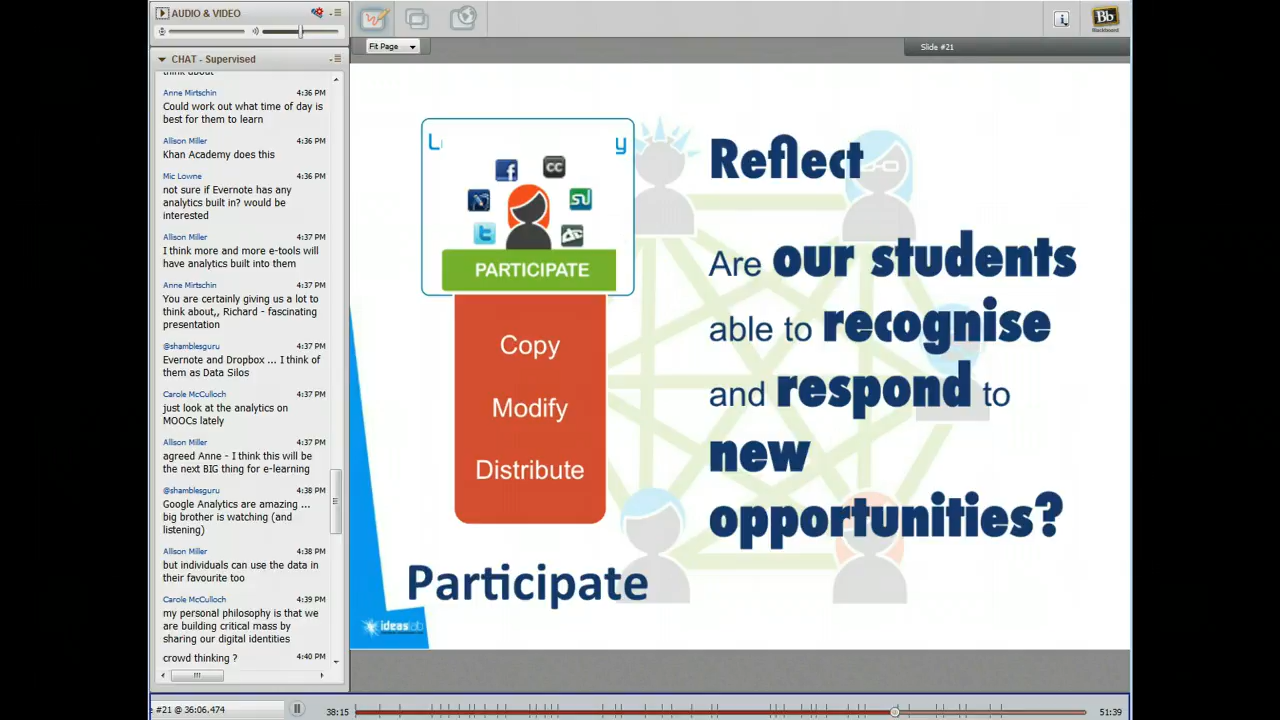 AUDIO & VIDEO
CHAT - Supervised
think about
Anne Mirtschin 4:36 PM
Could work out what time of day is
best for them to learn
Allison Miller 4:36 PM
Khan Academy does this
Mic Lowne 4:36 PM
not sure if Evernote has any
analytics built in? would be
interested
Allison Miller 4:37 PM
I think more and more e-tools will
have analytics built into them
Anne Mirtschin 4:37 PM
You are certainly giving us a lot to
think about,, Richard - fascinating
presentation
@shamblesguru 4:37 PM
Evernote and Dropbox ... I think of
them as Data Silos
Carole McCulloch 4:37 PM
just look at the analytics on
MOOCs lately
Allison Miller 4:37 PM
agreed Anne - I think this will be
the next BIG thing for e-learning
@shamblesguru 4:38 PM
Google Analytics are amazing ...
big brother is watching (and
listening)
Allison Miller 4:38 PM
but individuals can use the data in
their favourite too
Carole McCulloch 4:39 PM
my personal philosophy is that we
are building critical mass by
sharing our digital identities
crowd thinking ? 4:40 PM
#21 @ 36:06.474
38:15
51:39
Fit Page
Slide #21
Bb
Blackboard
L y
f
cc
PARTICIPATE
Copy
Modify
Distribute
Participate
ideaslab
Reflect
Are our students
able to recognise
and respond to
new
opportunities?